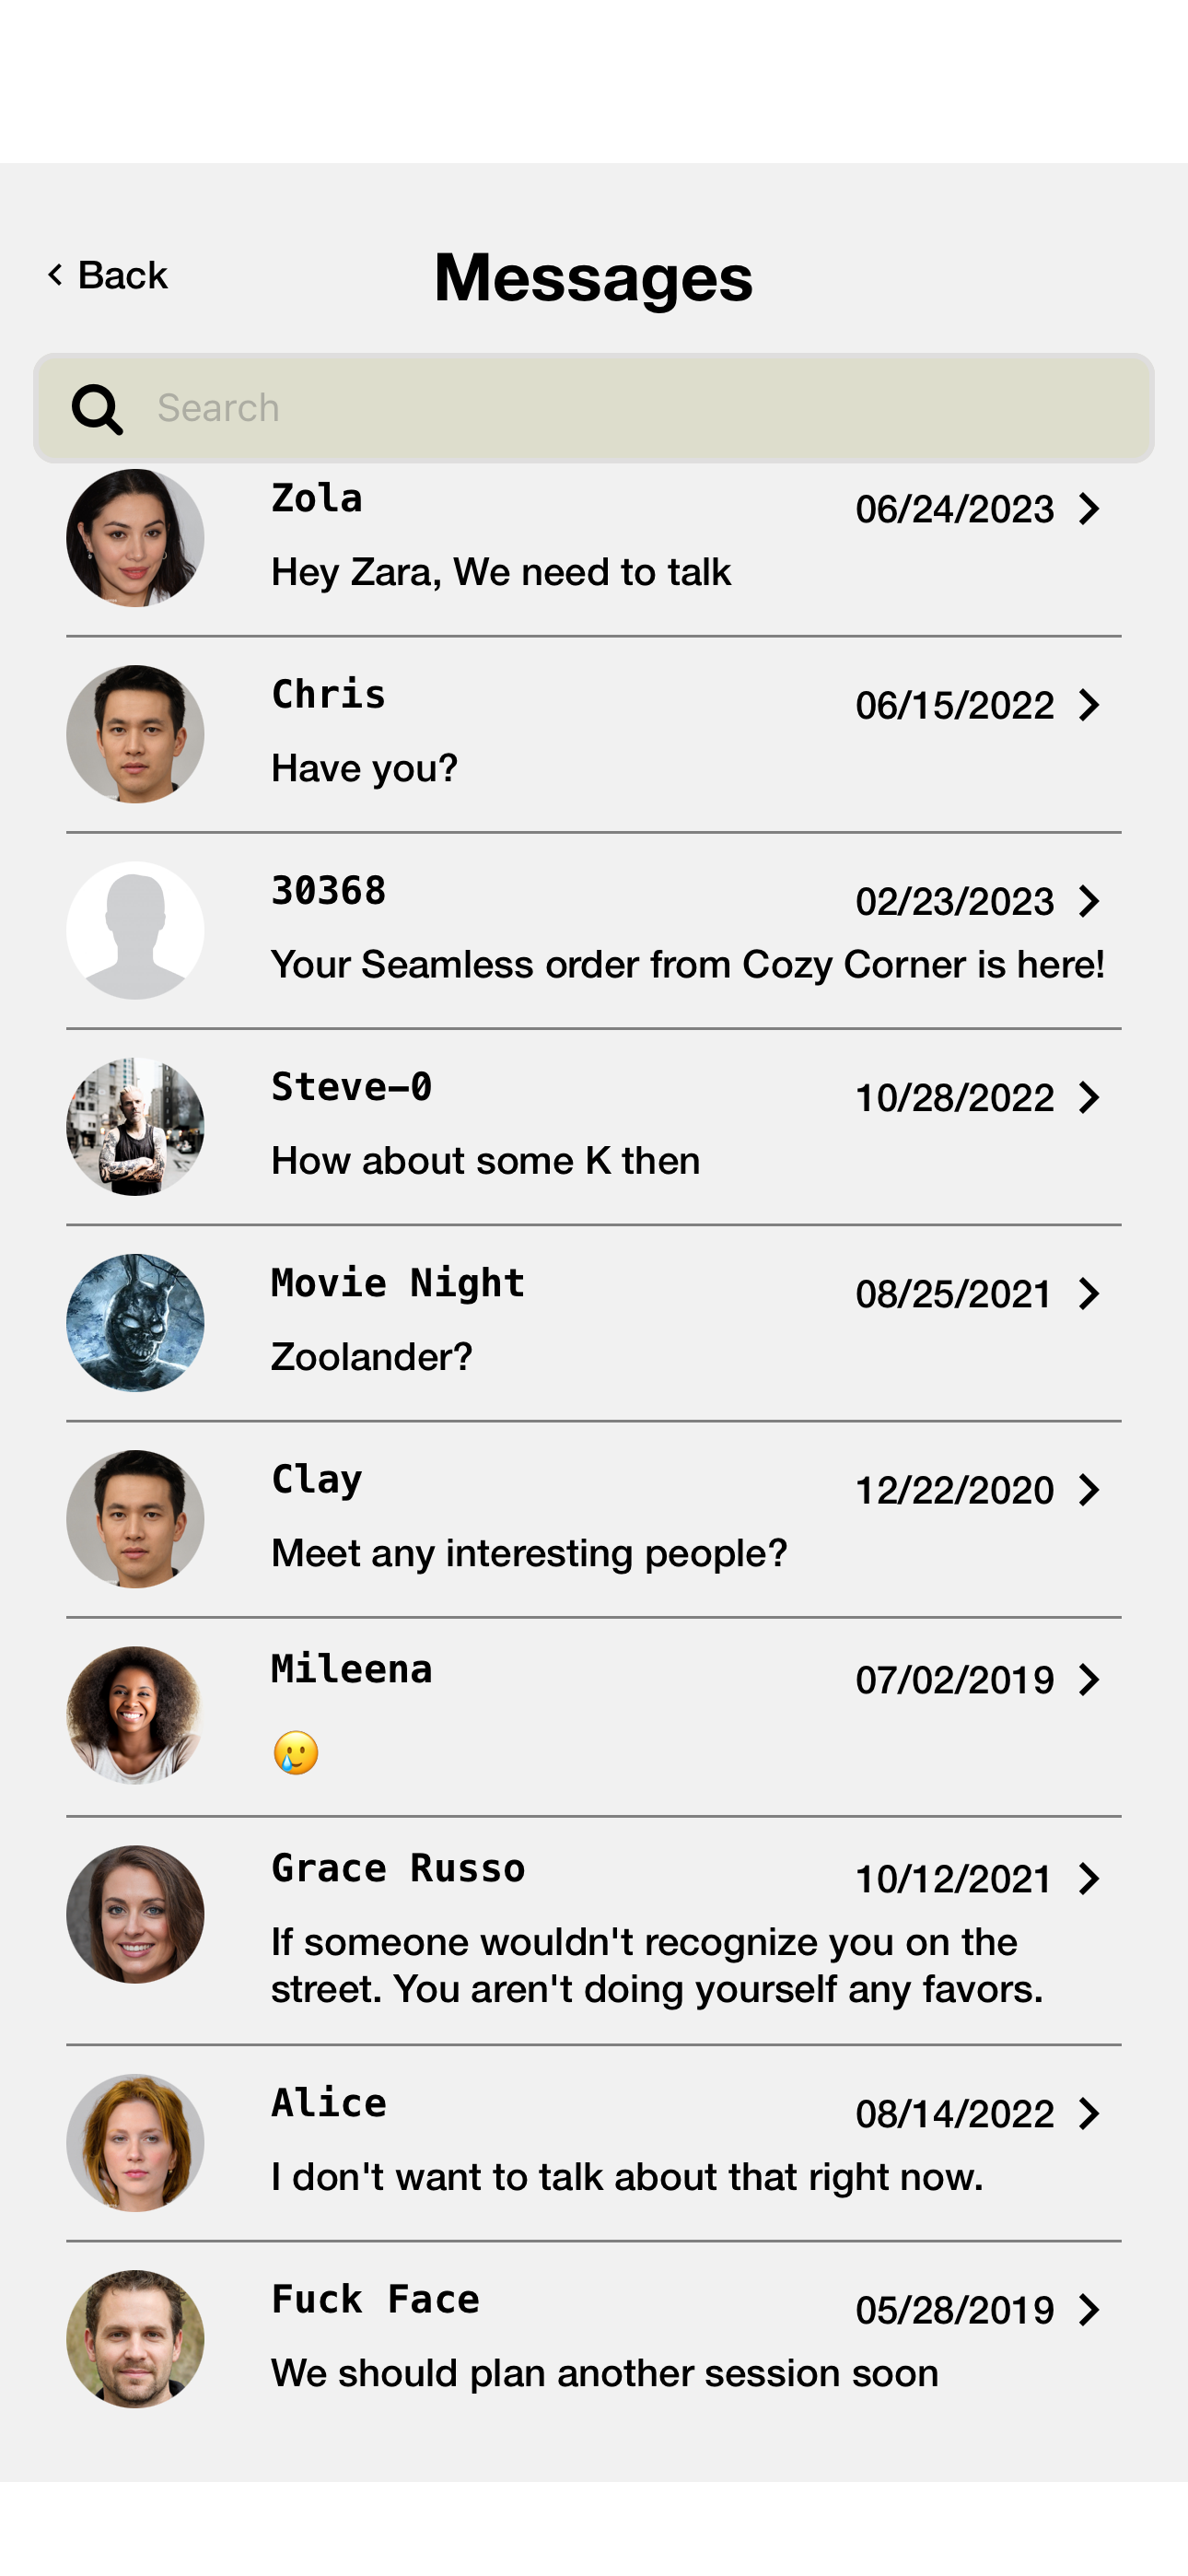 Back
Messages
Search
Zola
06/24/2023
Hey Zara, We need to talk
Chris
06/15/2022
Have you?
30368
02/23/2023
Your Seamless order from Cozy Corner is here!
Steve-O
10/28/2022
How about some K then
Movie Night
08/25/2021
Zoolander?
Clay
12/22/2020
Meet any interesting people?
Mileena
07/02/2019
🥲
Grace Russo
10/12/2021
If someone wouldn't recognize you on the
street. You aren't doing yourself any favors.
Alice
08/14/2022
I don't want to talk about that right now.
Fuck Face
05/28/2019
We should plan another session soon